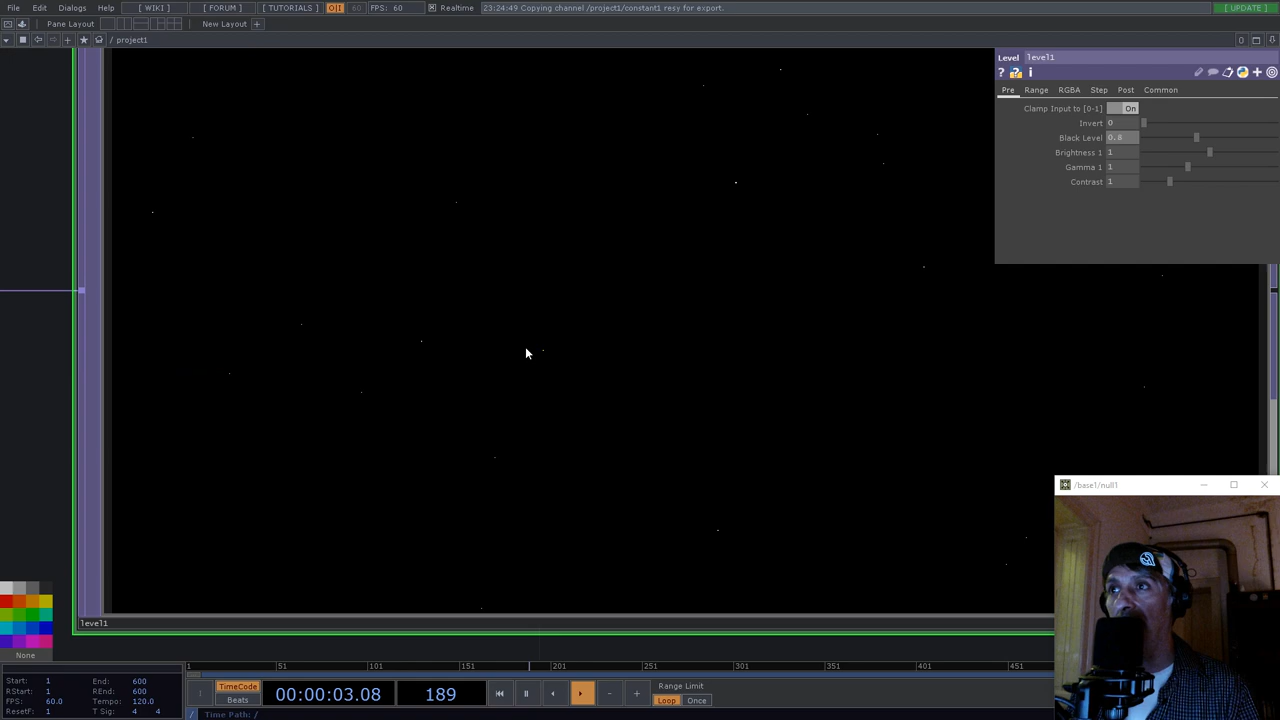 File Edit Dialogs Help [ WIKI ] [ FORUM ] [ TUTORIALS ] O|I 60 FPS: 60 Realtime 23:24:49 Copying channel /project1/constant1 resy for export. [ UPDATE ]
Pane Layout New Layout +
/ project1 0
Level level1
? ? i
Pre Range RGBA Step Post Common
Clamp Input to [0-1] On
Invert 0
Black Level 0.8
Brightness 1 1
Gamma 1 1
Contrast 1
/base1/null1
level1
None
1 51 101 151 201 251 301 351 401 451
Start: 1 End: 600
RStart: 1 REnd: 600
FPS: 60.0 Tempo: 120.0
ResetF: 1 T Sig: 4 4
TimeCode
Beats
00:00:03.08
189
Range Limit
Loop Once
/ Time Path: /